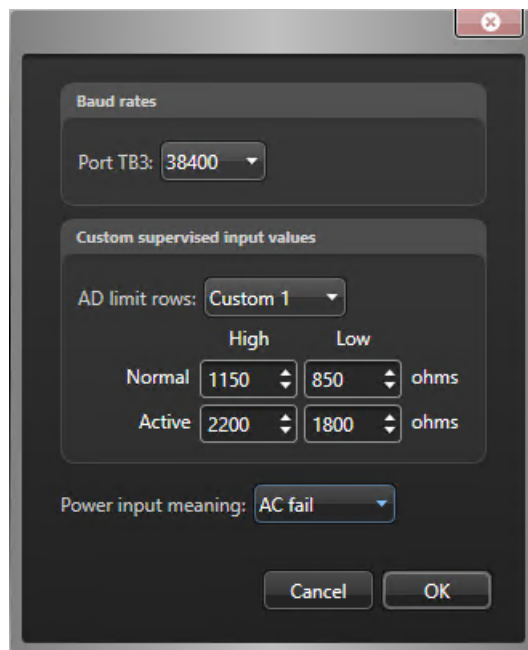 Baud rates
Port TB3: 38400
Custom supervised input values
AD limit rows: Custom 1
High Low
Normal 1150 850 ohms
Active 2200 1800 ohms
Power input meaning: AC fail
Cancel OK